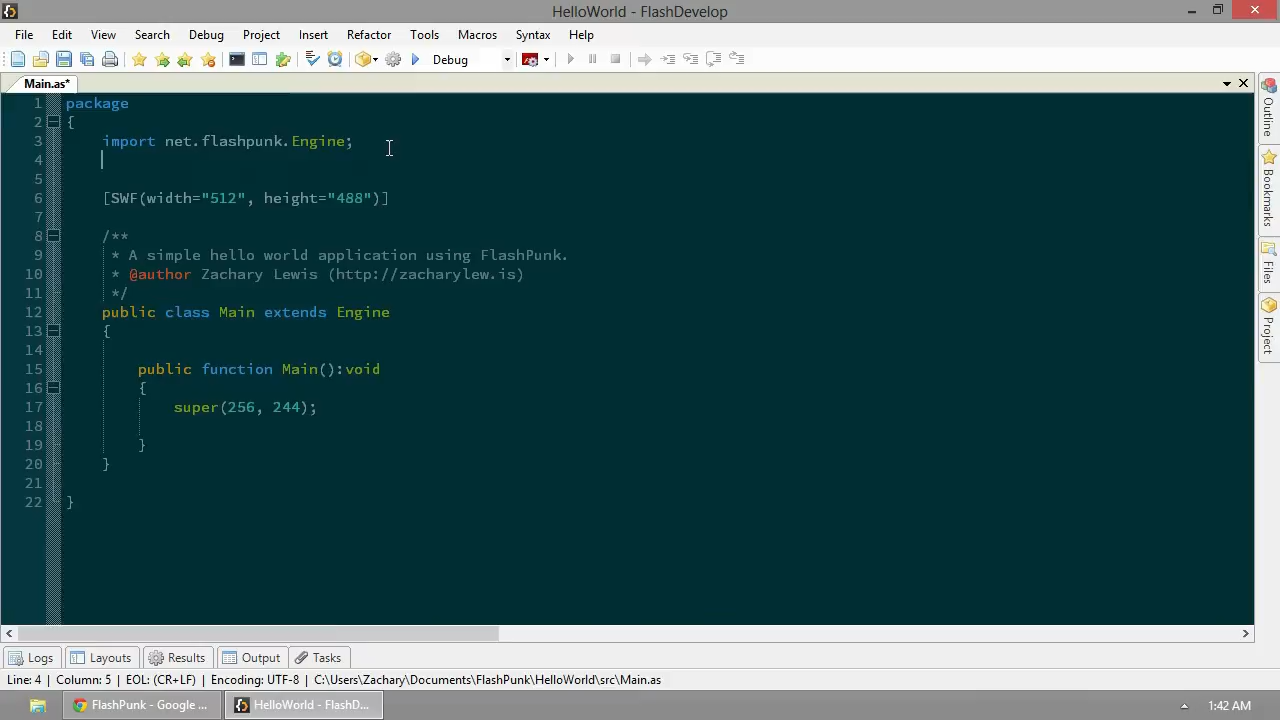 HelloWorld - FlashDevelop
File Edit View Search Debug Project Insert Refactor Tools Macros Syntax Help
Debug
Main.as*
1 package
2 {
3 import net.flashpunk.Engine;
4
5
6 [SWF(width="512", height="488")]
7
8 /**
9 * A simple hello world application using FlashPunk.
10 * @author Zachary Lewis (http://zacharylew.is)
11 */
12 public class Main extends Engine
13 {
14
15 public function Main():void
16 {
17 super(256, 244);
18
19 }
20 }
21
22 }
Outline
Bookmarks
Files
Project
Logs Layouts Results Output Tasks
Line: 4 Column: 5 EOL: (CR+LF) Encoding: UTF-8 C:\Users\Zachary\Documents\FlashPunk\HelloWorld\src\Main.as
FlashPunk - Google ... HelloWorld - FlashD... 1:42 AM